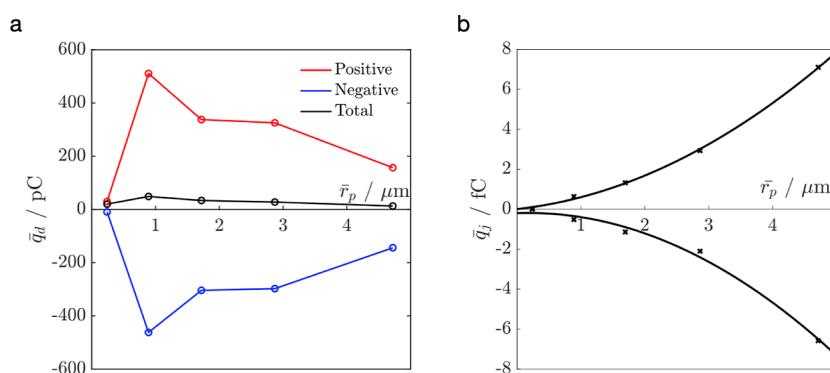 a
600
400
200
0
-200
-400
-600
q̄_d / pC
Positive
Negative
Total
r̄_p / μm
1 2 3 4
b
8
6
4
2
0
-2
-4
-6
-8
q̄_j / fC
r̄_p / μm
1 2 3 4